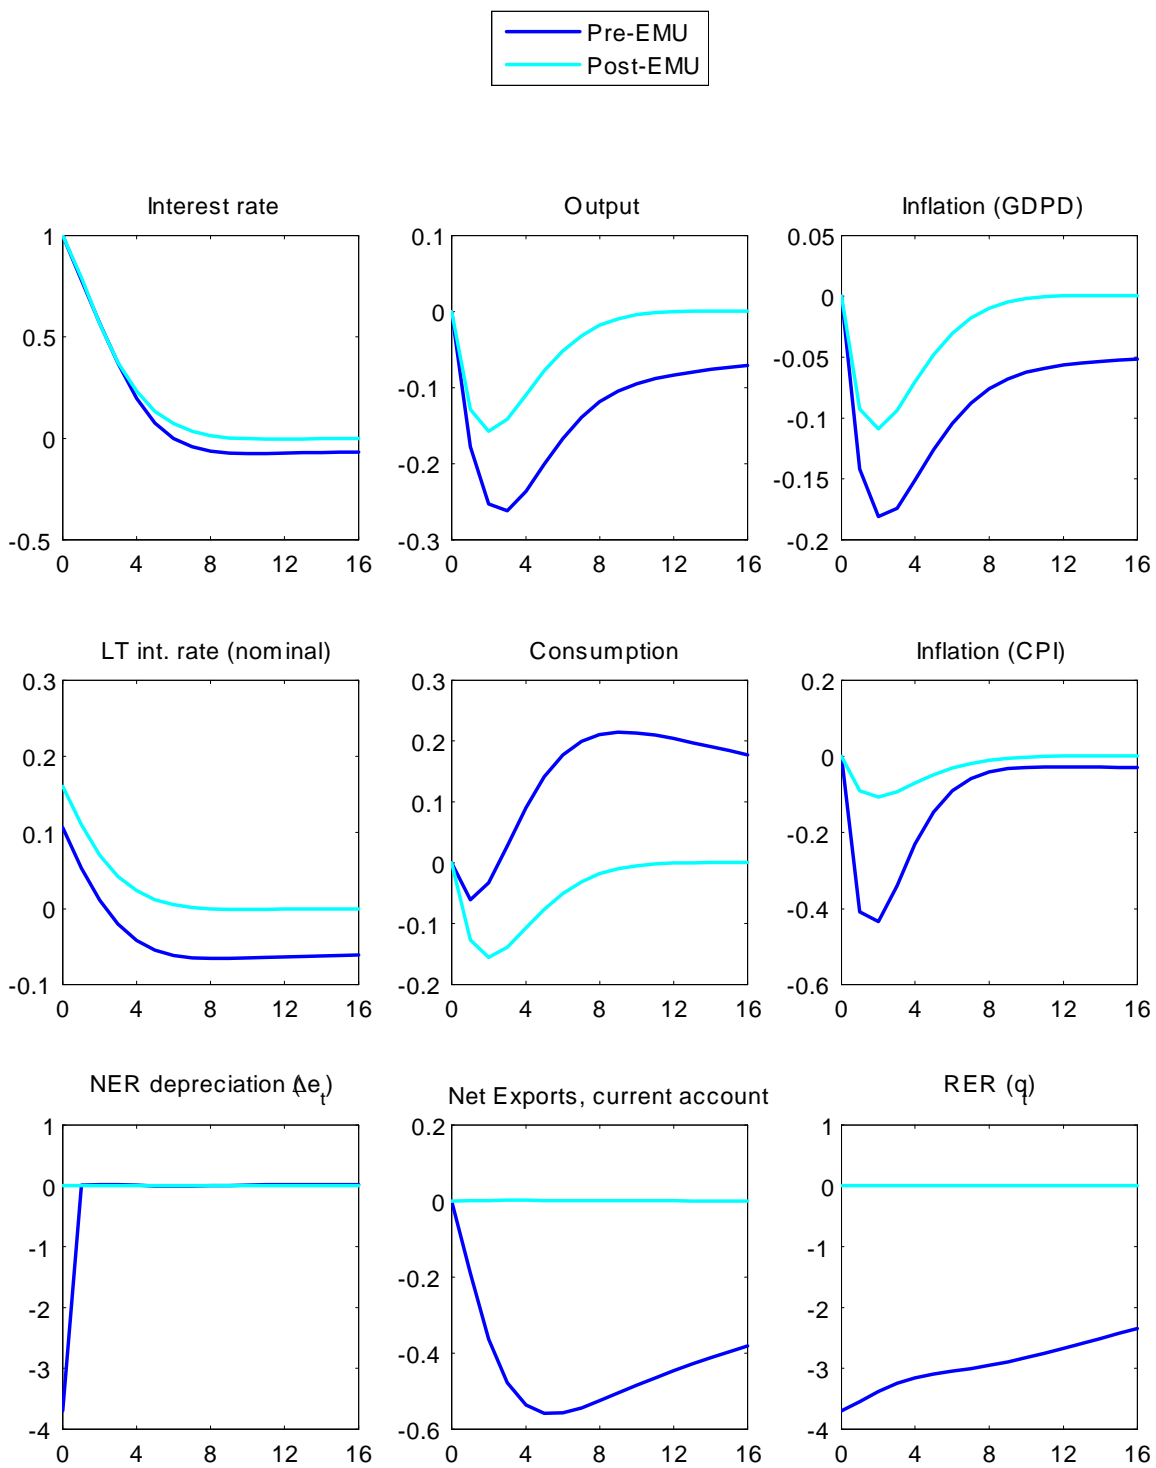 Pre-EMU
Post-EMU
Interest rate
1
0.5
0
-0.5
0 4 8 12 16
Output
0.1
0
-0.1
-0.2
-0.3
0 4 8 12 16
Inflation (GDPD)
0.05
0
-0.05
-0.1
-0.15
-0.2
0 4 8 12 16
LT int. rate (nominal)
0.3
0.2
0.1
0
-0.1
0 4 8 12 16
Consumption
0.3
0.2
0.1
0
-0.1
-0.2
0 4 8 12 16
Inflation (CPI)
0.2
0
-0.2
-0.4
-0.6
0 4 8 12 16
NER depreciation (Δe_t)
1
0
-1
-2
-3
-4
0 4 8 12 16
Net Exports, current account
0.2
0
-0.2
-0.4
-0.6
0 4 8 12 16
RER (q_t)
1
0
-1
-2
-3
-4
0 4 8 12 16